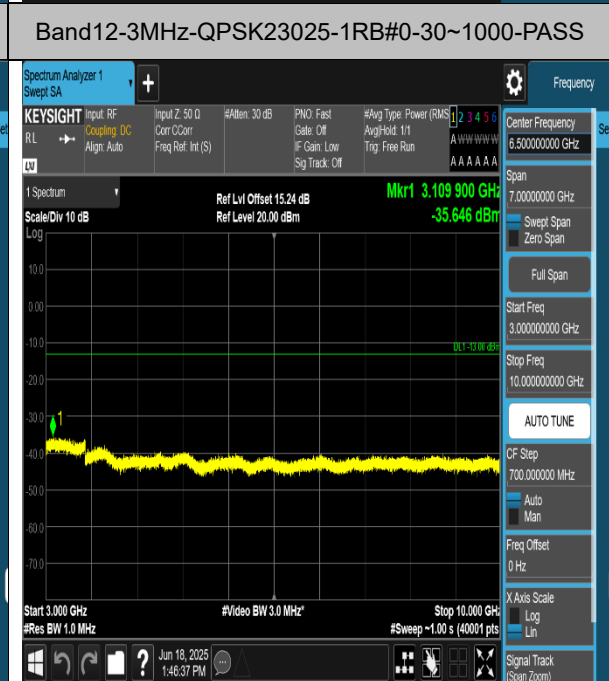 Band12-3MHz-QPSK23025-1RB#0-30~1000-PASS
Spectrum Analyzer 1
Swept SA
+
Frequency
KEYSIGHT
RL
Input: RF
Coupling: DC
Align: Auto
Input Z: 50 Ω
Corr CCorr
Freq Ref: Int (S)
#Atten: 30 dB
PNO: Fast
Gate: Off
IF Gain: Low
Sig Track: Off
#Avg Type: Power (RMS
Avg|Hold: 1/1
Trig: Free Run
1 2 3 4 5 6
A W W W W W
A A A A A A
1 Spectrum
Scale/Div 10 dB
Log
Ref Lvl Offset 15.24 dB
Ref Level 20.00 dBm
Mkr1 3.109 900 GHz
-35.646 dBm
10.0
0.00
-10.0
-20.0
-30.0
-40.0
-50.0
-60.0
-70.0
DL1 -13.00 dBm
1
Start 3.000 GHz
#Res BW 1.0 MHz
#Video BW 3.0 MHz*
Stop 10.000 GHz
#Sweep ~1.00 s (40001 pts
?
Jun 18, 2025
1:46:37 PM
Center Frequency
6.500000000 GHz
Span
7.00000000 GHz
Swept Span
Zero Span
Full Span
Start Freq
3.000000000 GHz
Stop Freq
10.000000000 GHz
AUTO TUNE
CF Step
700.000000 MHz
Auto
Man
Freq Offset
0 Hz
X Axis Scale
Log
Lin
Signal Track
(Span Zoom)